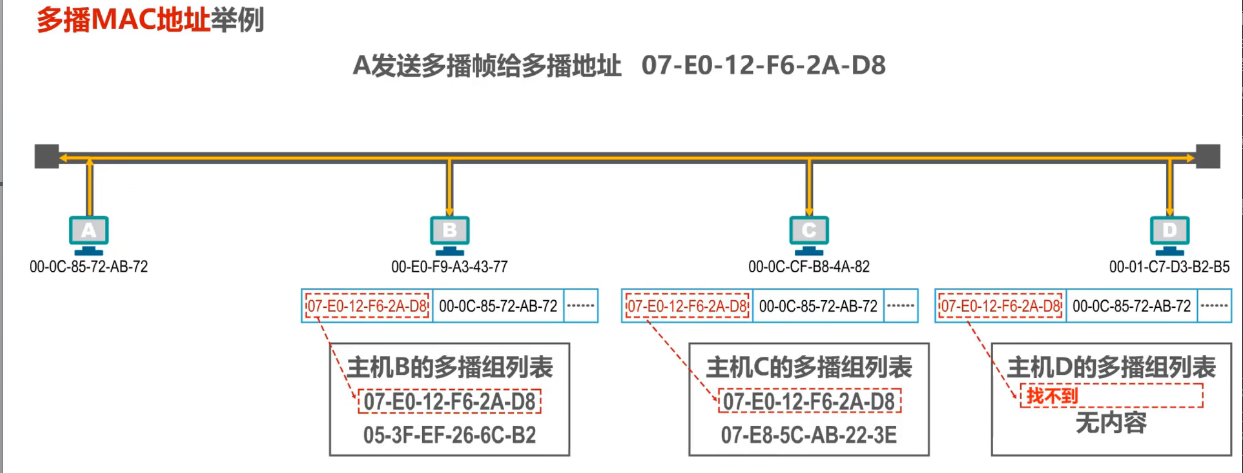 多播MAC地址举例
A发送多播帧给多播地址 07-E0-12-F6-2A-D8
A
B
C
D
00-0C-85-72-AB-72
00-E0-F9-A3-43-77
00-0C-CF-B8-4A-82
00-01-C7-D3-B2-B5
07-E0-12-F6-2A-D8 00-0C-85-72-AB-72 ······
07-E0-12-F6-2A-D8 00-0C-85-72-AB-72 ······
07-E0-12-F6-2A-D8 00-0C-85-72-AB-72 ······
主机B的多播组列表
07-E0-12-F6-2A-D8
05-3F-EF-26-6C-B2
主机C的多播组列表
07-E0-12-F6-2A-D8
07-E8-5C-AB-22-3E
主机D的多播组列表
找不到
无内容